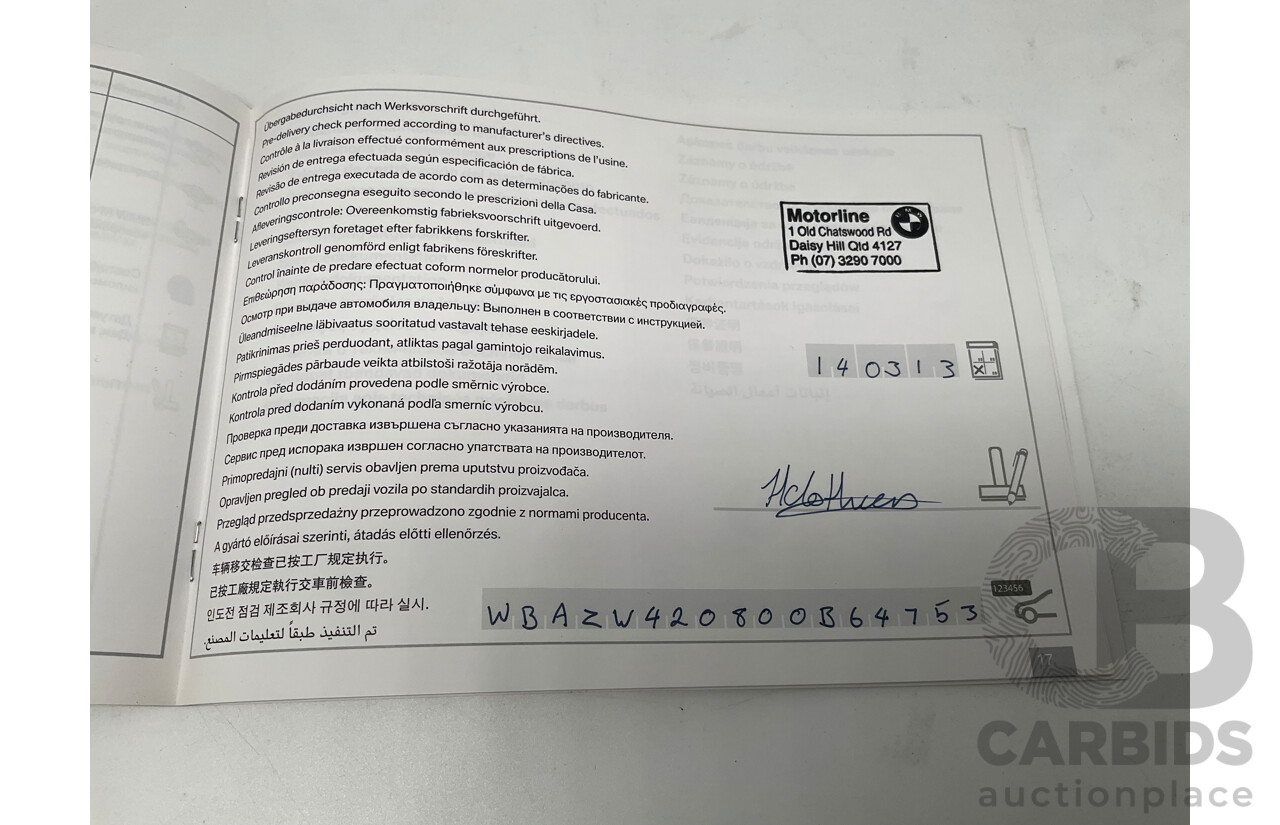 Übergabedurchsicht nach Werksvorschrift durchgeführt.
Pre-delivery check performed according to manufacturer's directives.
Contrôle à la livraison effectué conformément aux prescriptions de l'usine.
Revisión de entrega efectuada según especificación de fábrica.
Revisão de entrega executada de acordo com as determinações do fabricante.
Controllo preconsegna eseguito secondo le prescrizioni della Casa.
Afleveringscontrole: Overeenkomstig fabrieksvoorschrift uitgevoerd.
Leveringseftersyn foretaget efter fabrikkens forskrifter.
Leveranskontroll genomförd enligt fabrikens föreskrifter.
Control înainte de predare efectuat coform normelor producătorului.
Επιθεώρηση παράδοσης: Πραγματοποιήθηκε σύμφωνα με τις εργοστασιακές προδιαγραφές.
Осмотр при выдаче автомобиля владельцу: Выполнен в соответствии с инструкцией.
Üleandmiseelne läbivaatus sooritatud vastavalt tehase eeskirjadele.
Patikrinimas prieš perduodant, atliktas pagal gamintojo reikalavimus.
Pirmspiegādes pārbaude veikta atbilstoši ražotāja norādēm.
Kontrola před dodáním provedena podle směrnic výrobce.
Kontrola pred dodaním vykonaná podľa smerníc výrobcu.
Проверка преди доставка извършена съгласно указанията на производителя.
Сервис пред испорака извршен согласно упатствата на производителот.
Primopredajni (nulti) servis obavljen prema uputstvu proizvođača.
Opravljen pregled ob predaji vozila po standardih proizvajalca.
Przegląd przedsprzedażny przeprowadzono zgodnie z normami producenta.
A gyártó előírásai szerinti, átadás előtti ellenőrzés.
车辆移交检查已按工厂规定执行。
已按工廠規定執行交車前檢查。
인도전 점검 제조회사 규정에 따라 실시.
تم التنفيذ طبقاً لتعليمات المصنع.
Motorline
BMW
1 Old Chatswood Rd
Daisy Hill Qld 4127
Ph (07) 3290 7000
140313
123456
WBAZW420800B64753
17
CARBIDS
auctionplace